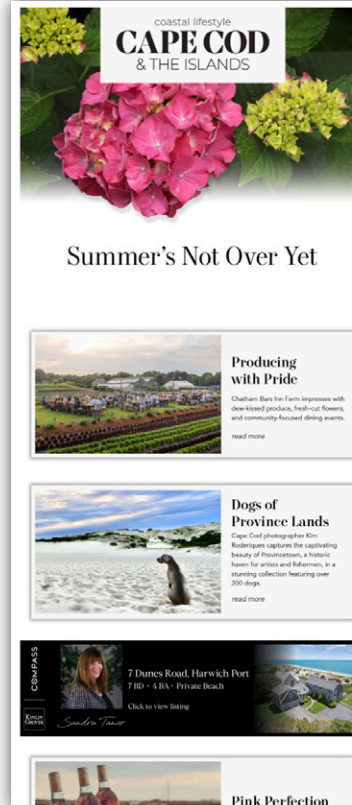 coastal lifestyle
CAPE COD
& THE ISLANDS
Summer's Not Over Yet
Producing
with Pride
Chatham Bars Inn Farm impresses with
dew-kissed produce, fresh-cut flowers,
and community-focused dining events.
read more
Dogs of
Province Lands
Cape Cod photographer Kim
Roderiques captures the captivating
beauty of Provincetown, a historic
haven for artists and fishermen, in a
stunning collection featuring over
200 dogs.
read more
COMPASS
KINLIN
GROVER
Sandra Tanco
7 Dunes Road, Harwich Port
7 BD • 4 BA • Private Beach
Click to view listing
Pink Perfection